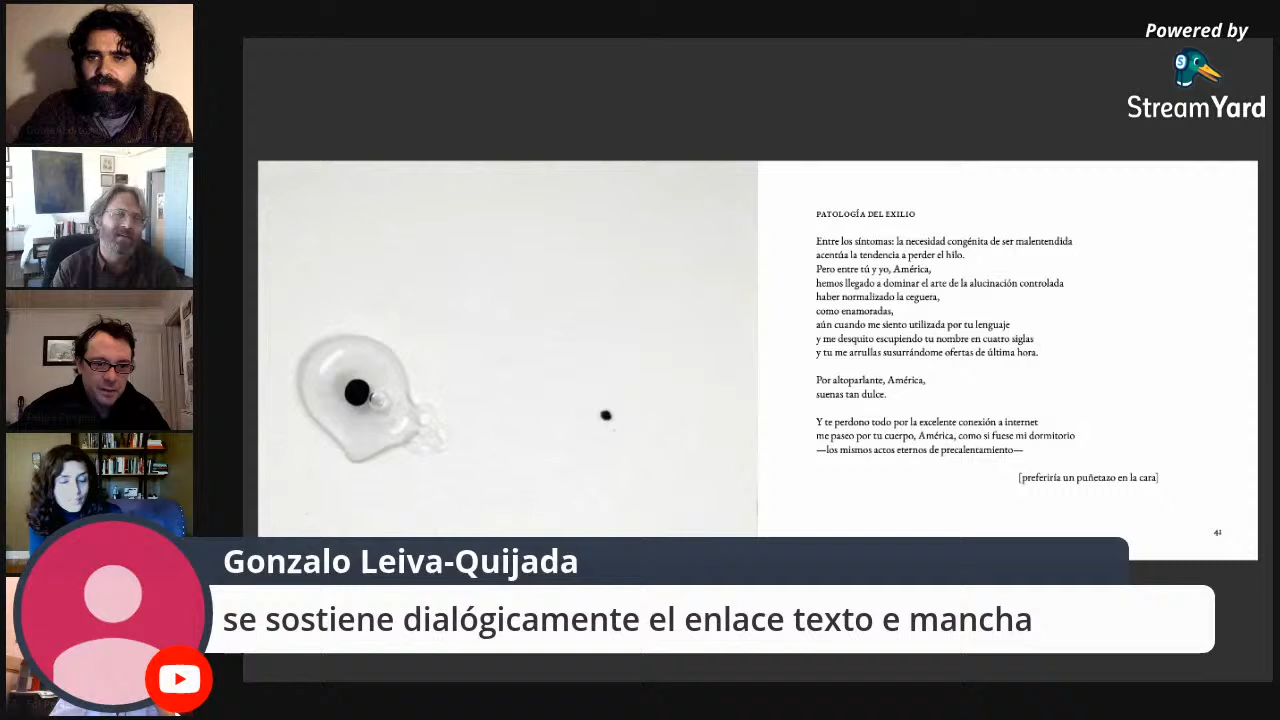 Powered by
StreamYard
PATOLOGÍA DEL EXILIO
Entre los síntomas: la necesidad congénita de ser malentendida
acentúa la tendencia a perder el hilo.
Pero entre tú y yo, América,
hemos llegado a dominar el arte de la alucinación controlada
haber normalizado la ceguera,
como enamoradas,
aún cuando me siento utilizada por tu lenguaje
y me desquito escupiendo tu nombre en cuatro siglas
y tu me arrullas susurrándome ofertas de última hora.
Por altoparlante, América,
suenas tan dulce.
Y te perdono todo por la excelente conexión a internet
me paseo por tu cuerpo, América, como si fuese mi dormitorio
—los mismos actos eternos de precalentamiento—
[preferiría un puñetazo en la cara]
41
Gonzalo Leiva-Quijada
se sostiene dialógicamente el enlace texto e mancha